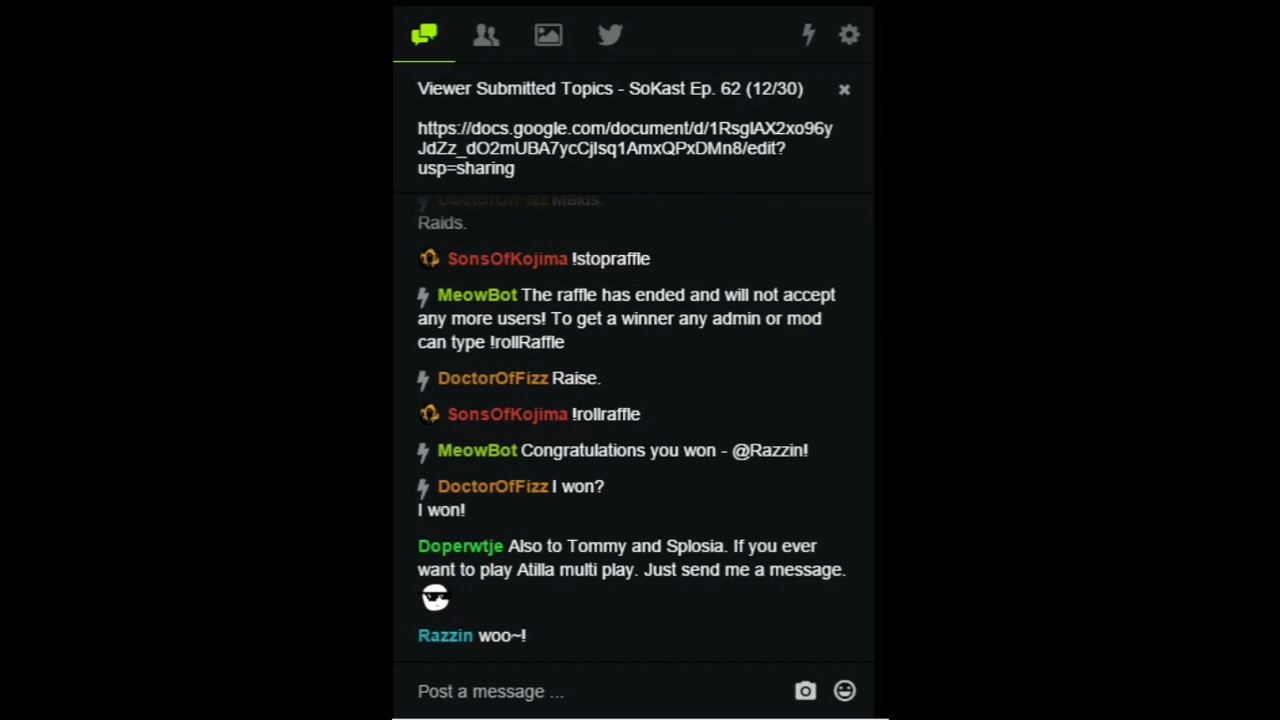 Viewer Submitted Topics - SoKast Ep. 62 (12/30)
https://docs.google.com/document/d/1RsglAX2xo96y
JdZz_dO2mUBA7ycCjlsq1AmxQPxDMn8/edit?
usp=sharing
DoctorOfFizz Maids.
Raids.
SonsOfKojima !stopraffle
MeowBot The raffle has ended and will not accept
any more users! To get a winner any admin or mod
can type !rollRaffle
DoctorOfFizz Raise.
SonsOfKojima !rollraffle
MeowBot Congratulations you won - @Razzin!
DoctorOfFizz I won?
I won!
Doperwtje Also to Tommy and Splosia. If you ever
want to play Atilla multi play. Just send me a message.
Razzin woo~!
Post a message ...